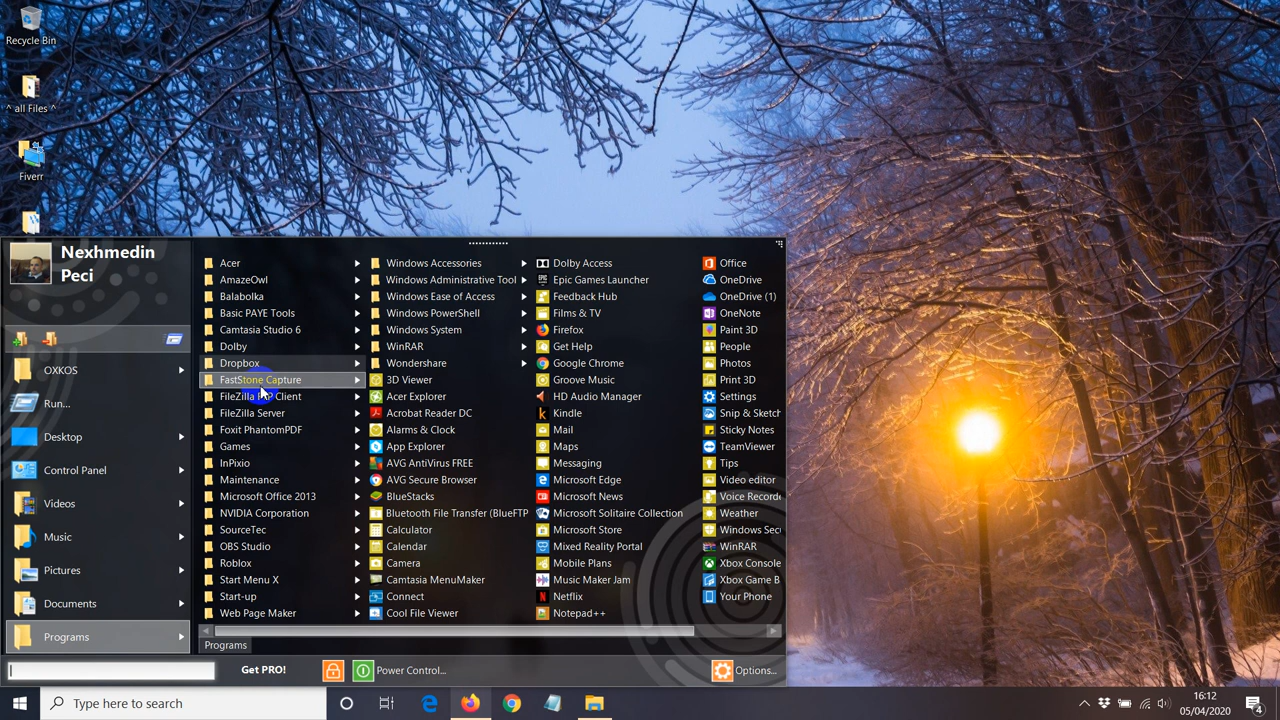 Recycle Bin
^ all Files ^
Fiverr
Nexhmedin
Peci
OXKOS
Run...
Desktop
Control Panel
Videos
Music
Pictures
Documents
Programs
Acer
AmazeOwl
Balabolka
Basic PAYE Tools
Camtasia Studio 6
Dolby
Dropbox
FastStone Capture
FileZilla FTP Client
FileZilla Server
Foxit PhantomPDF
Games
InPixio
Maintenance
Microsoft Office 2013
NVIDIA Corporation
SourceTec
OBS Studio
Roblox
Start Menu X
Start-up
Web Page Maker
Windows Accessories
Windows Administrative Tool
Windows Ease of Access
Windows PowerShell
Windows System
WinRAR
Wondershare
3D Viewer
Acer Explorer
Acrobat Reader DC
Alarms & Clock
App Explorer
AVG AntiVirus FREE
AVG Secure Browser
BlueStacks
Bluetooth File Transfer (BlueFTP
Calculator
Calendar
Camera
Camtasia MenuMaker
Connect
Cool File Viewer
Dolby Access
Epic Games Launcher
Feedback Hub
Films & TV
Firefox
Get Help
Google Chrome
Groove Music
HD Audio Manager
Kindle
Mail
Maps
Messaging
Microsoft Edge
Microsoft News
Microsoft Solitaire Collection
Microsoft Store
Mixed Reality Portal
Mobile Plans
Music Maker Jam
Netflix
Notepad++
Office
OneDrive
OneDrive (1)
OneNote
Paint 3D
People
Photos
Print 3D
Settings
Snip & Sketch
Sticky Notes
TeamViewer
Tips
Video editor
Voice Record
Weather
Windows Sec
WinRAR
Xbox Console
Xbox Game B
Your Phone
Programs
Get PRO!
Power Control...
Options...
Type here to search
16:12
05/04/2020
4